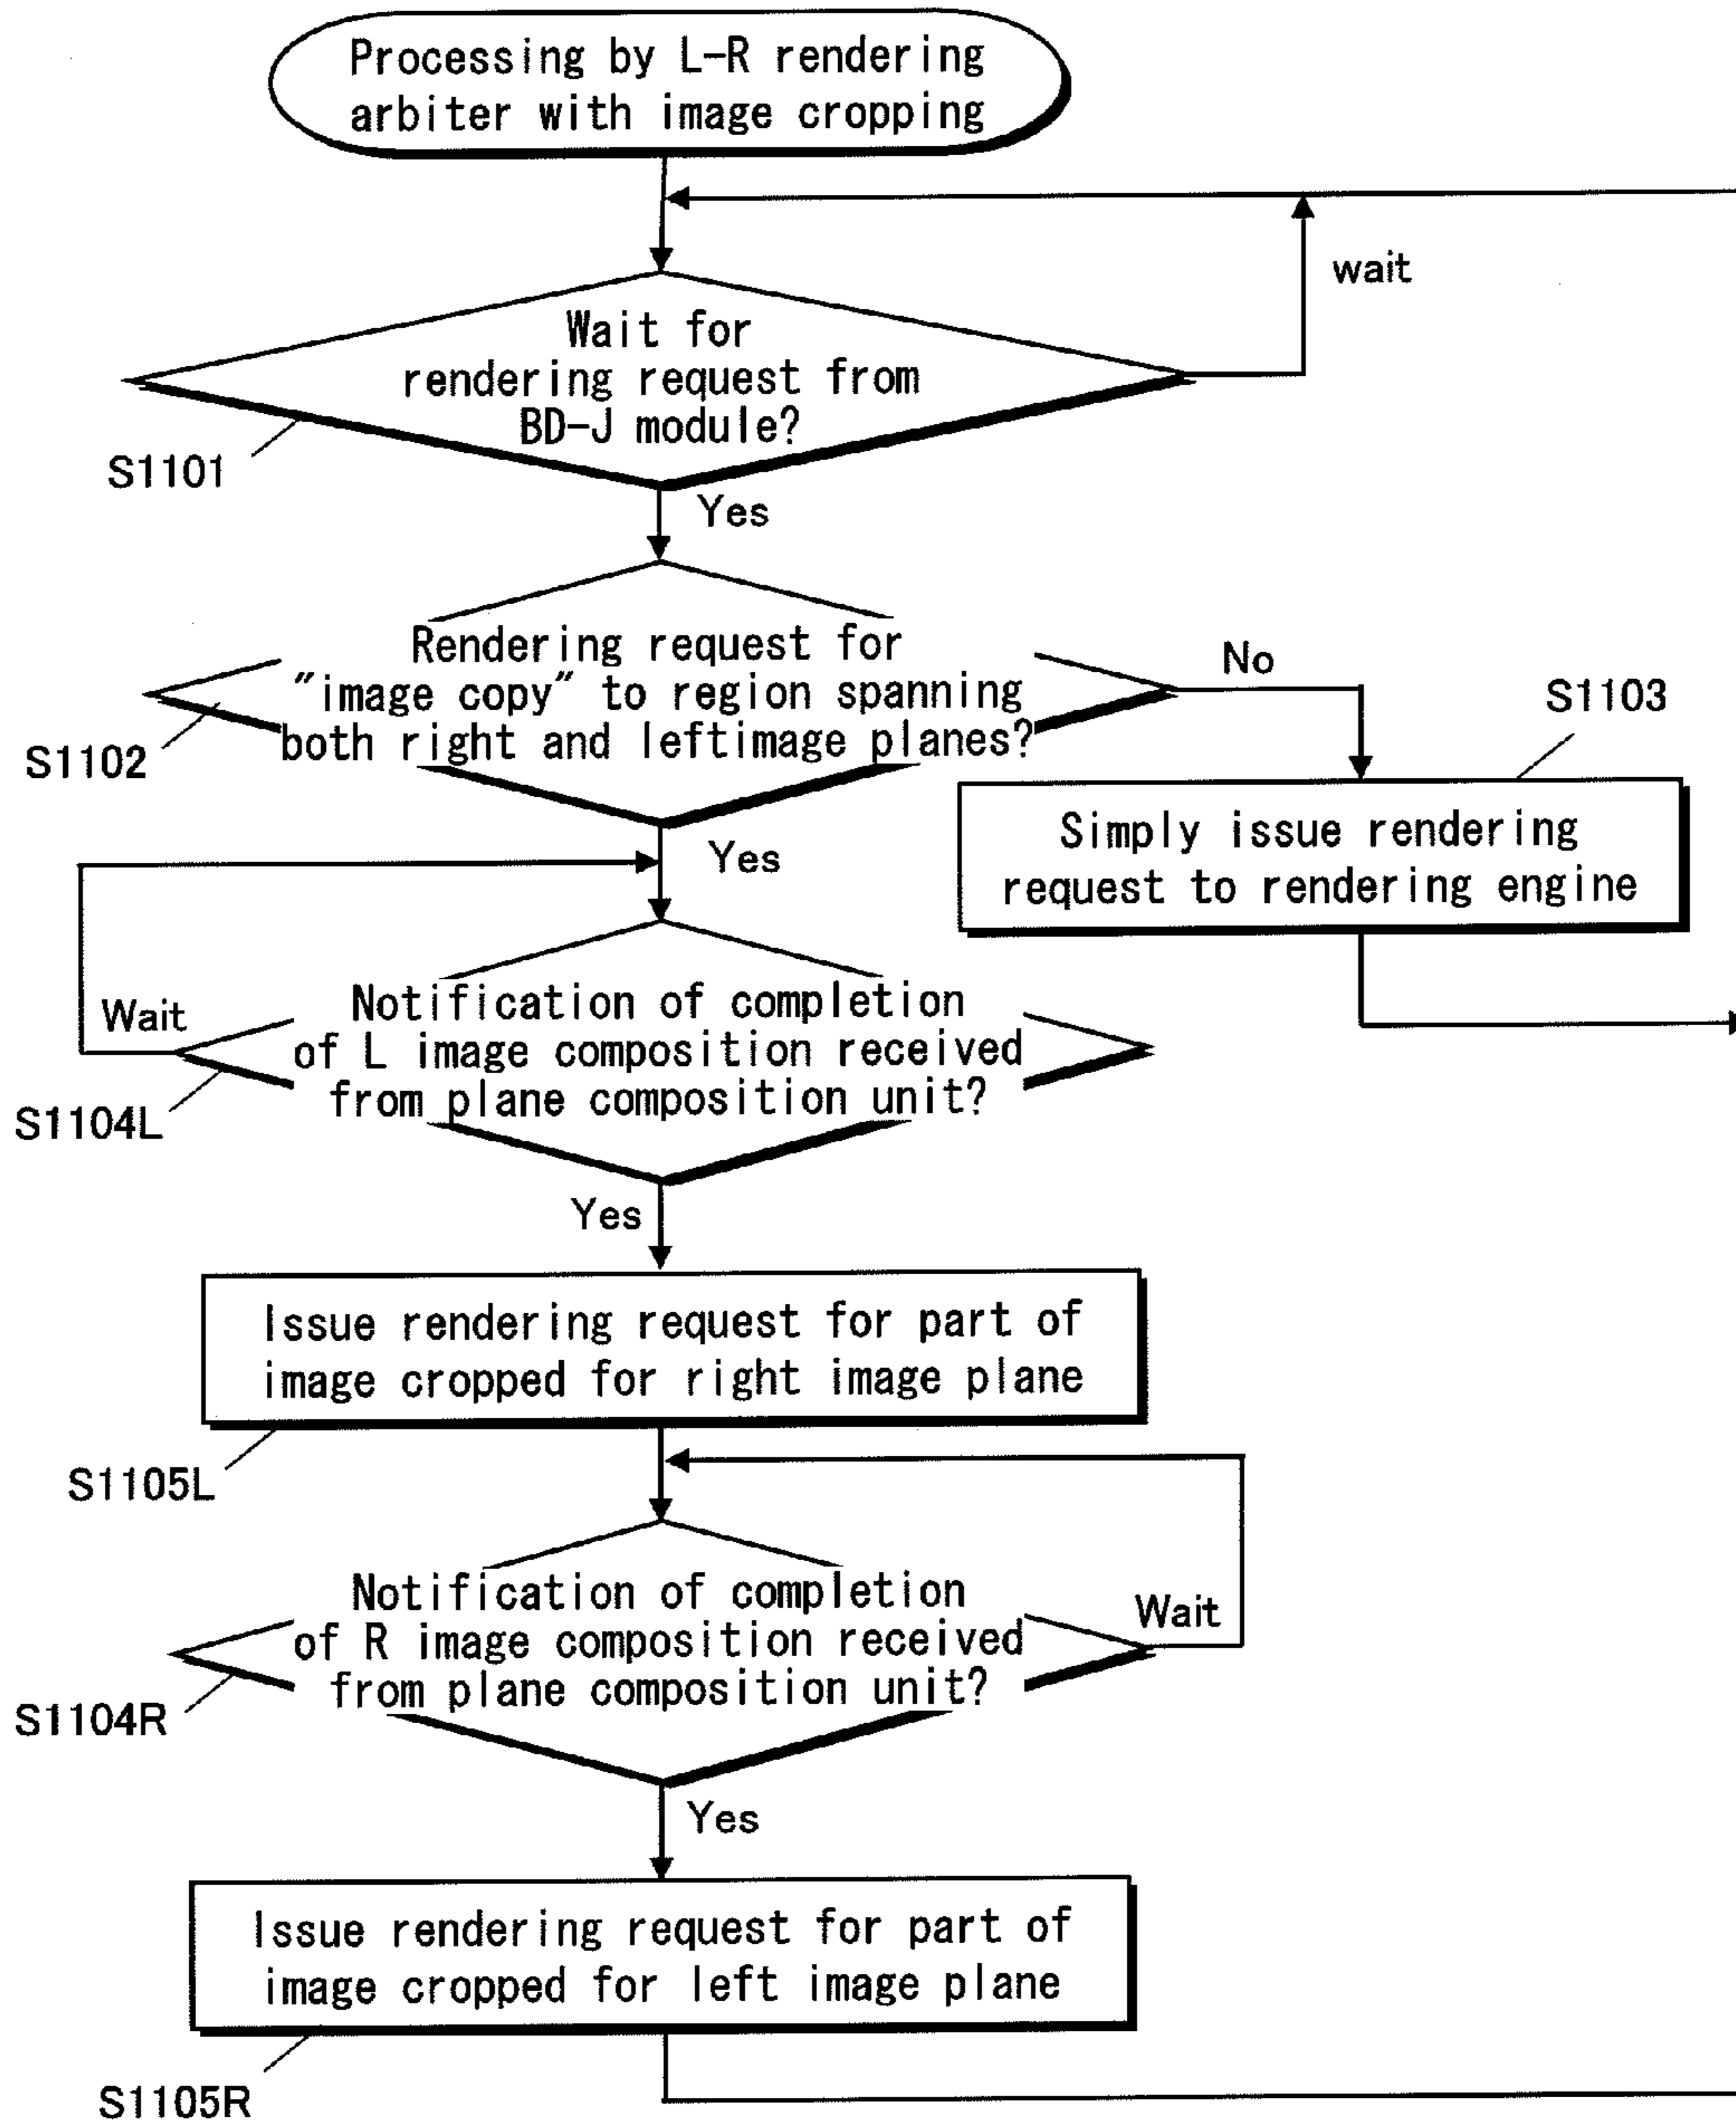 Processing by L-R rendering
arbiter with image cropping
wait
Wait for
rendering request from
BD-J module?
S1101
Yes
Rendering request for
"image copy" to region spanning
both right and leftimage planes?
S1102
No
S1103
Simply issue rendering
request to rendering engine
Yes
Wait
Notification of completion
of L image composition received
from plane composition unit?
S1104L
Yes
Issue rendering request for part of
image cropped for right image plane
S1105L
Notification of completion
of R image composition received
from plane composition unit?
Wait
S1104R
Yes
Issue rendering request for part of
image cropped for left image plane
S1105R